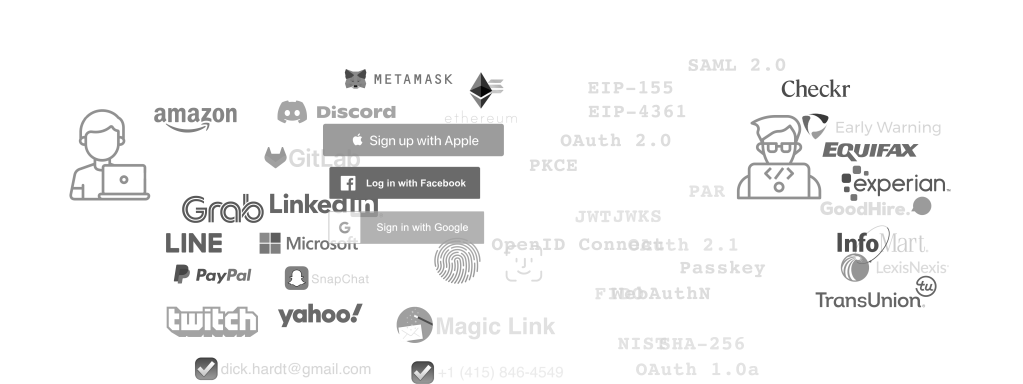 METAMASK
SAML 2.0
EIP-155
Checkr
amazon
Discord
EIP-4361
ethereum
Early Warning
Sign up with Apple
OAuth 2.0
EQUIFAX
GitLab
PKCE
Log in with Facebook
PAR
experian.
Grab
LinkedIn
GoodHire.
JWT
JWKS
G Sign in with Google
LINE
Microsoft
OpenID Connect
OAuth 2.1
InfoMart.
PayPal
SnapChat
Passkey
LexisNexis
tu
FIDO
WebAuthN
TransUnion
twitch
yahoo!
Magic Link
NIST
SHA-256
dick.hardt@gmail.com
+1 (415) 846-4549
OAuth 1.0a